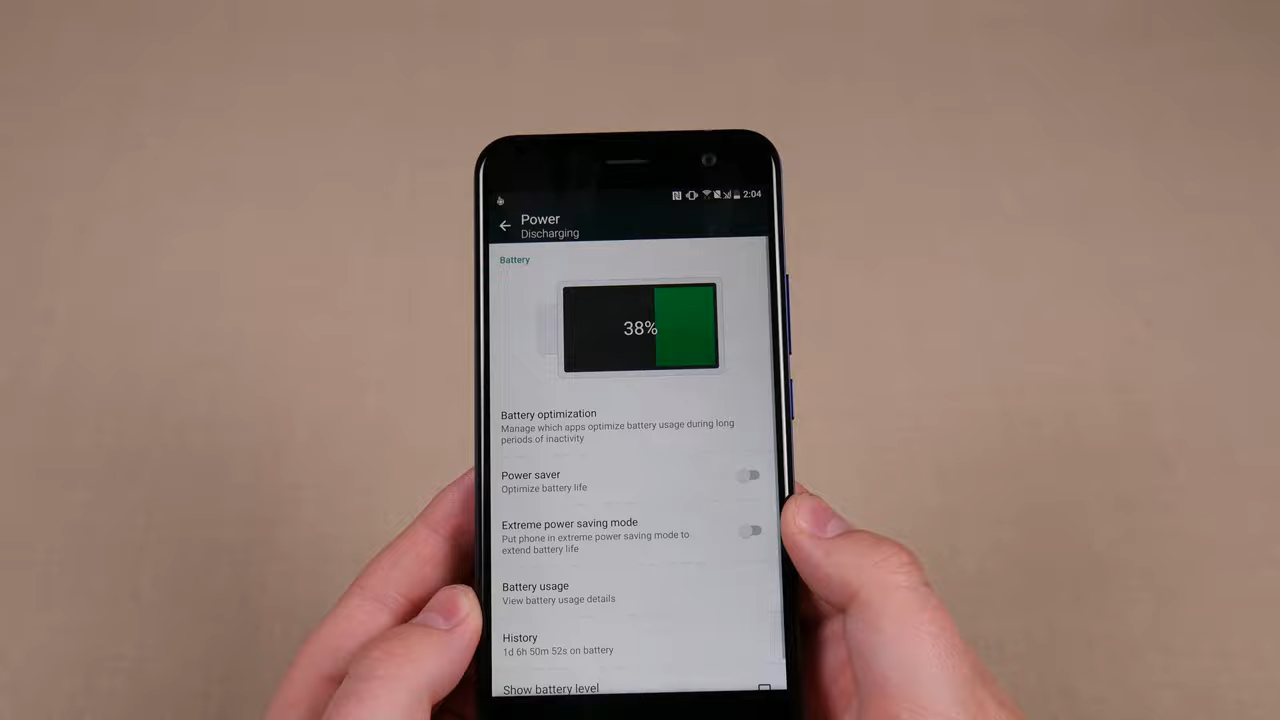 2:04
Power
Discharging
Battery
38%
Battery optimization
Manage which apps optimize battery usage during long
periods of inactivity
Power saver
Optimize battery life
Extreme power saving mode
Put phone in extreme power saving mode to
extend battery life
Battery usage
View battery usage details
History
1d 6h 50m 52s on battery
Show battery level